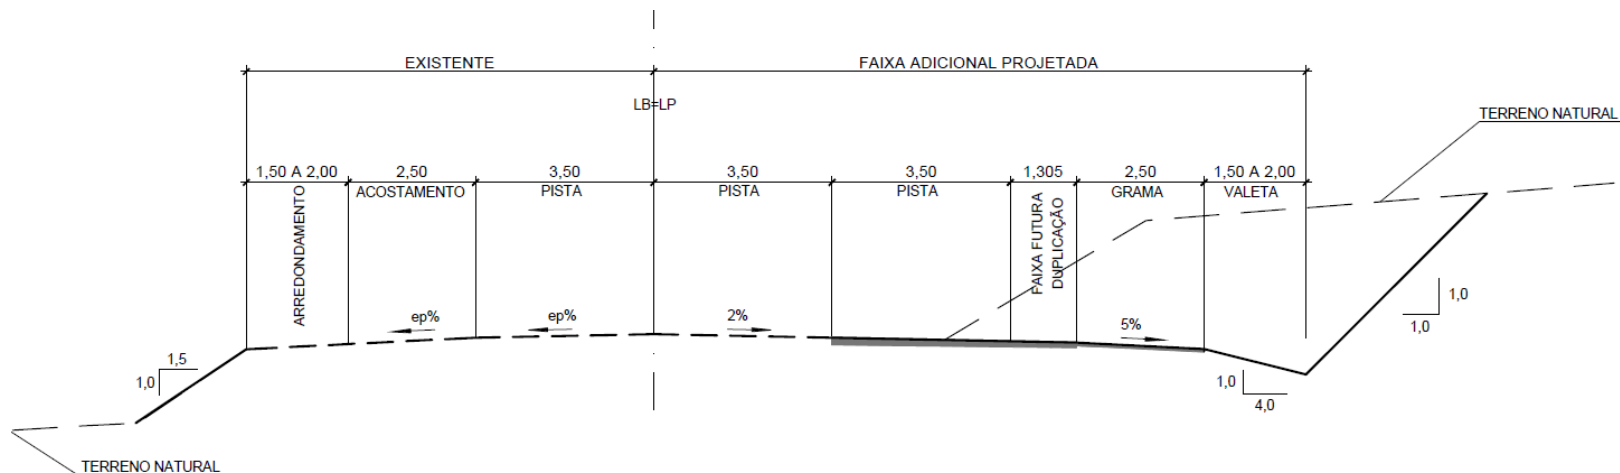 EXISTENTE
FAIXA ADICIONAL PROJETADA
LB=LP
TERRENO NATURAL
1,50 A 2,00
2,50
3,50
3,50
3,50
1,305
2,50
1,50 A 2,00
ARREDONDAMENTO
ACOSTAMENTO
PISTA
PISTA
PISTA
FAIXA FUTURA
DUPLICAÇÃO
GRAMA
VALETA
ep%
ep%
2%
5%
1,5
1,0
1,0
4,0
1,0
1,0
TERRENO NATURAL